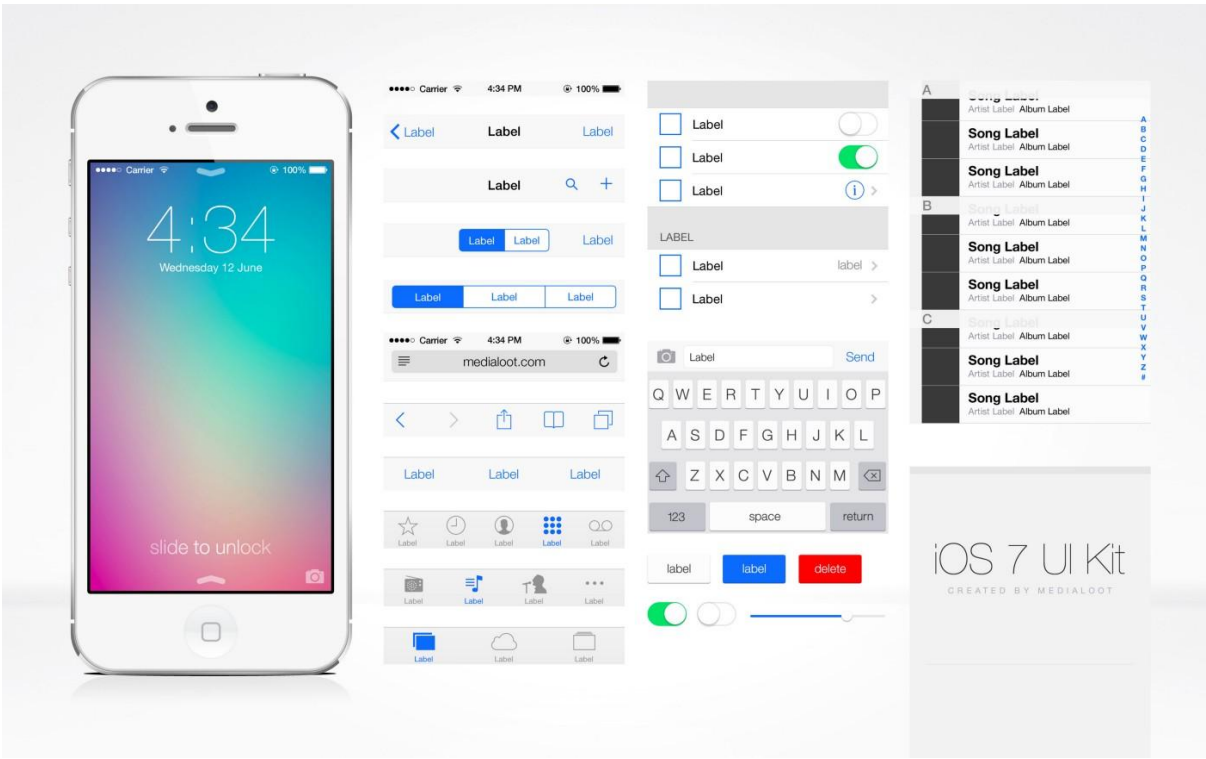 Carrier 100%
4:34
Wednesday 12 June
slide to unlock
Carrier 4:34 PM 100%
Label Label Label
Label
Label Label Label
Label Label Label
Carrier 4:34 PM 100%
medialoot.com
Label Label Label
Label Label Label Label Label
Label Label Label Label
Label Label Label
Label
Label
Label
LABEL
Label label
Label
Label Send
Q W E R T Y U I O P
A S D F G H J K L
Z X C V B N M
123 space return
label label delete
A
Song Label
Artist Label Album Label
Song Label
Artist Label Album Label
Song Label
Artist Label Album Label
B
Song Label
Artist Label Album Label
Song Label
Artist Label Album Label
Song Label
Artist Label Album Label
C
Song Label
Artist Label Album Label
Song Label
Artist Label Album Label
Song Label
Artist Label Album Label
A
B
C
D
E
F
G
H
I
J
K
L
M
N
O
P
Q
R
S
T
U
V
W
X
Y
Z
#
iOS 7 UI Kit
CREATED BY MEDIALOOT